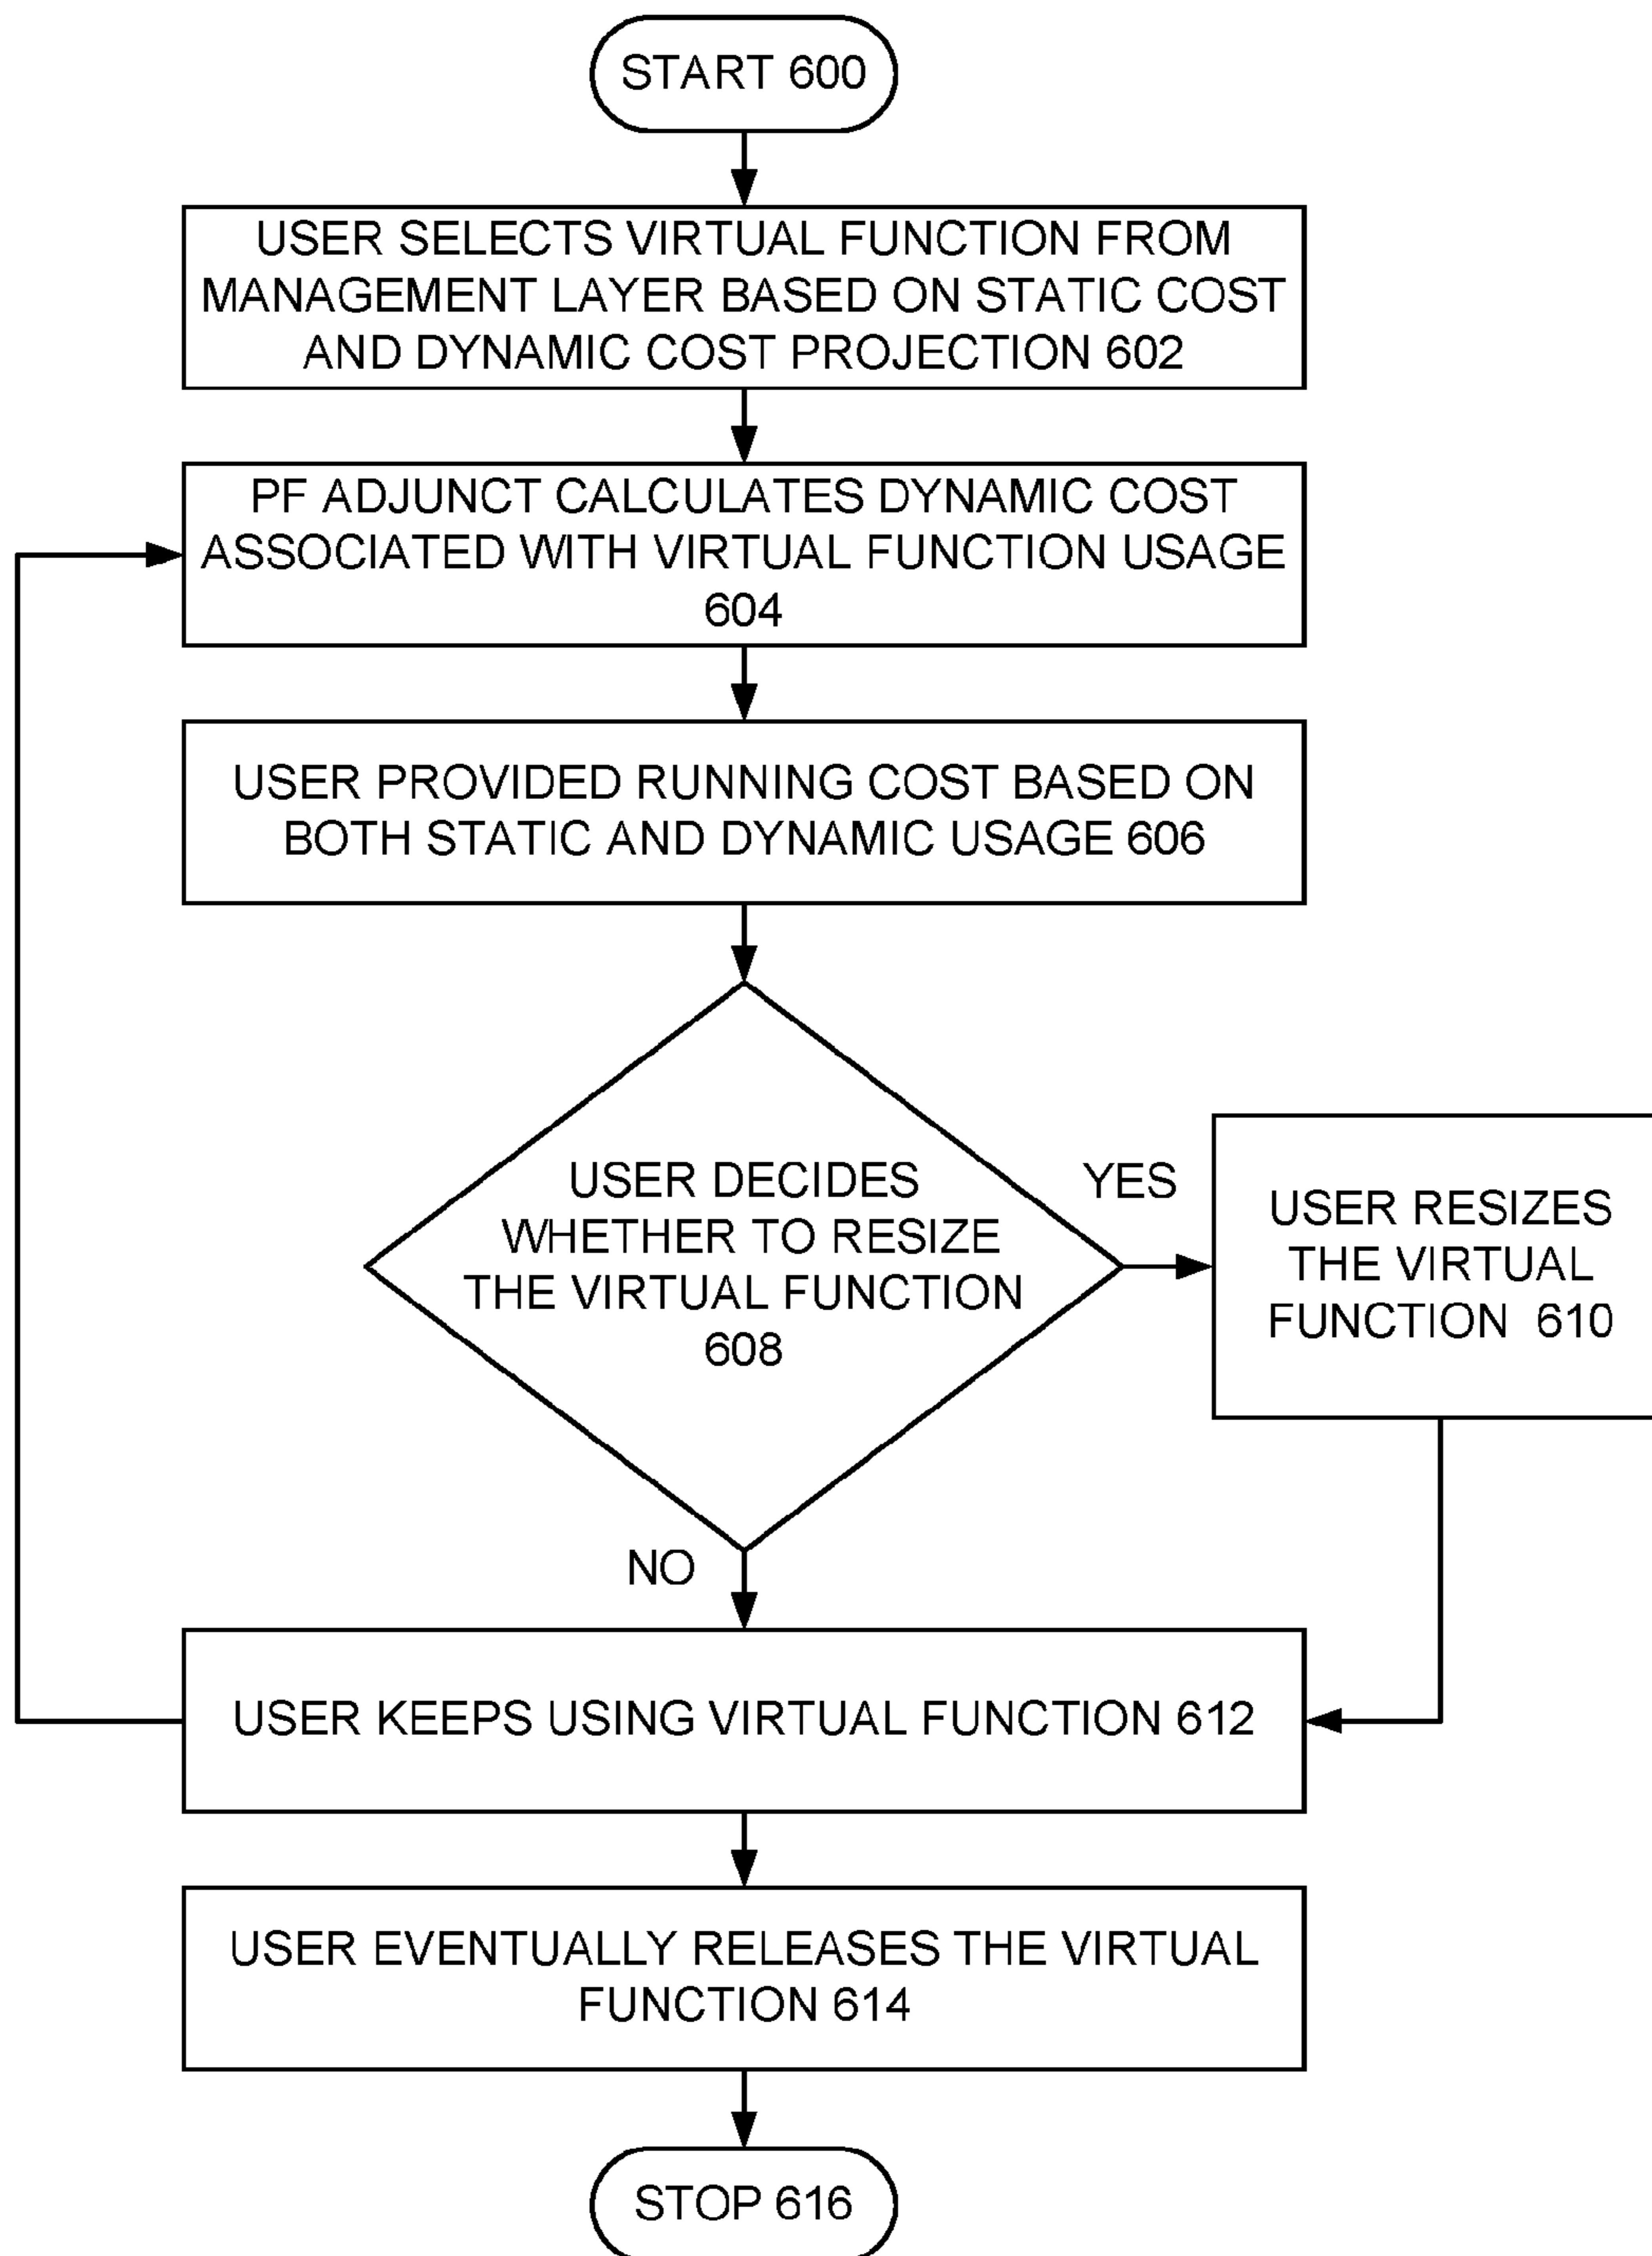 START 600
USER SELECTS VIRTUAL FUNCTION FROM
MANAGEMENT LAYER BASED ON STATIC COST
AND DYNAMIC COST PROJECTION 602
PF ADJUNCT CALCULATES DYNAMIC COST
ASSOCIATED WITH VIRTUAL FUNCTION USAGE
604
USER PROVIDED RUNNING COST BASED ON
BOTH STATIC AND DYNAMIC USAGE 606
USER DECIDES
WHETHER TO RESIZE
THE VIRTUAL FUNCTION
608
YES
USER RESIZES
THE VIRTUAL
FUNCTION 610
NO
USER KEEPS USING VIRTUAL FUNCTION 612
USER EVENTUALLY RELEASES THE VIRTUAL
FUNCTION 614
STOP 616